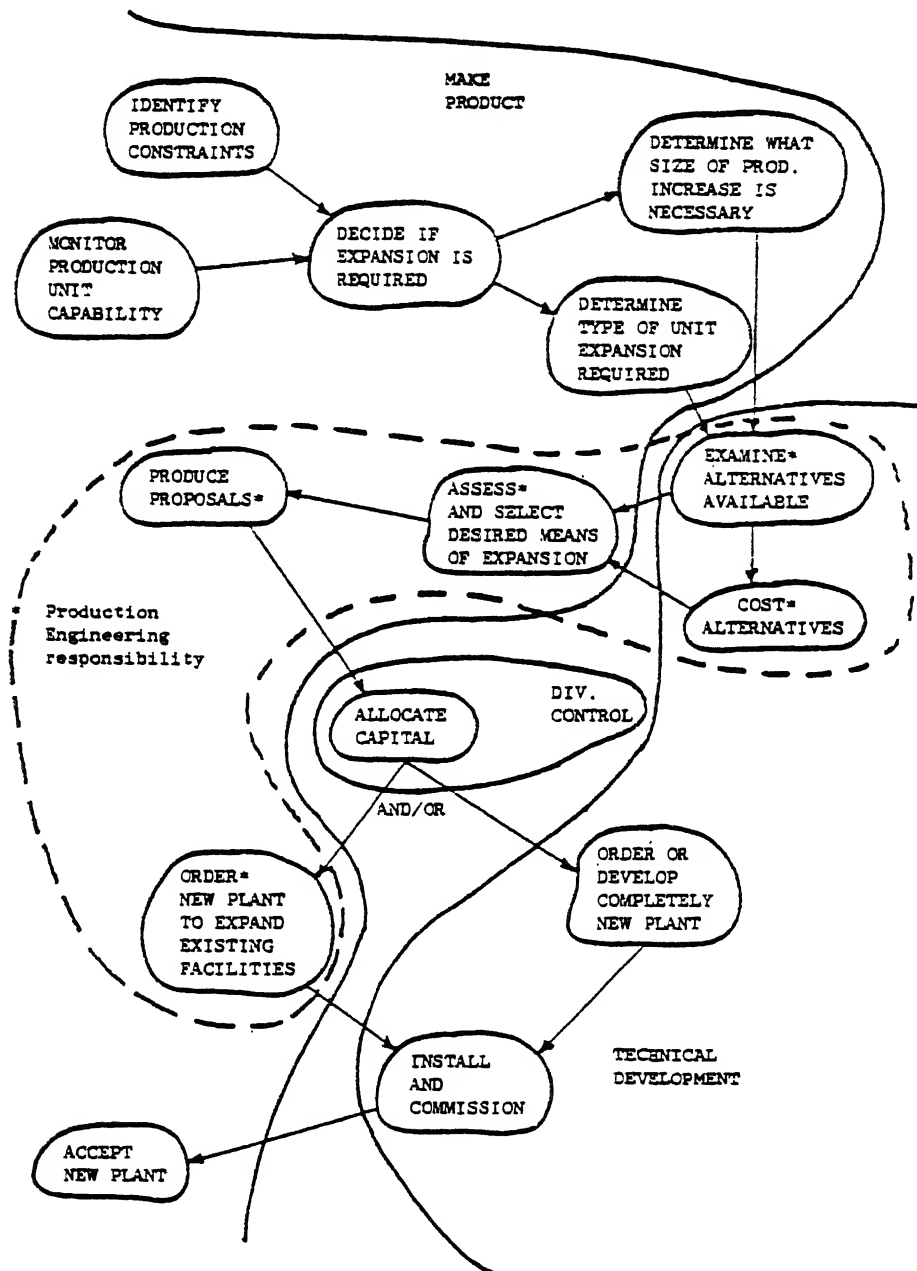 MAKE
PRODUCT
IDENTIFY
PRODUCTION
CONSTRAINTS
DETERMINE WHAT
SIZE OF PROD.
INCREASE IS
NECESSARY
MONITOR
PRODUCTION
UNIT
CAPABILITY
DECIDE IF
EXPANSION IS
REQUIRED
DETERMINE
TYPE OF UNIT
EXPANSION
REQUIRED
PRODUCE
PROPOSALS*
ASSESS*
AND SELECT
DESIRED MEANS
OF EXPANSION
EXAMINE*
ALTERNATIVES
AVAILABLE
COST*
ALTERNATIVES
* Production
Engineering
responsibility
DIV.
CONTROL
ALLOCATE
CAPITAL
AND/OR
ORDER*
NEW PLANT
TO EXPAND
EXISTING
FACILITIES
ORDER OR
DEVELOP
COMPLETELY
NEW PLANT
INSTALL
AND
COMMISSION
TECHNICAL
DEVELOPMENT
ACCEPT
NEW PLANT